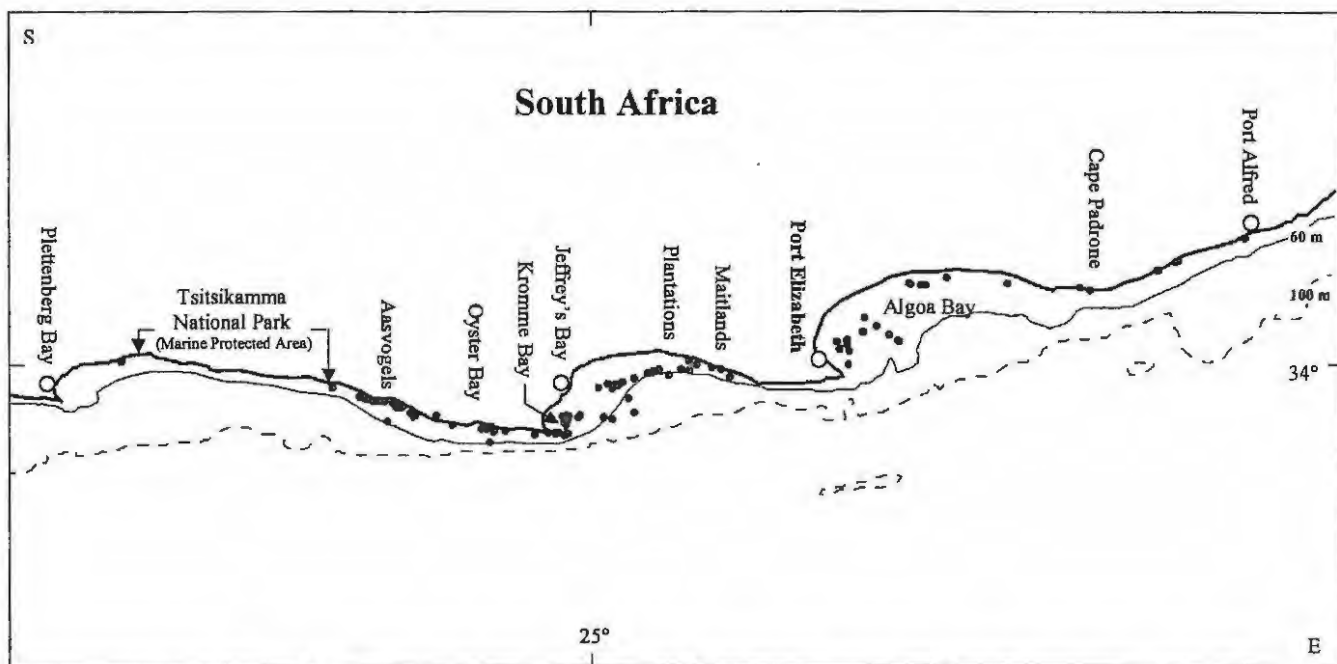 S
South Africa
Port Alfred
Cape Padrone
60 m
100 m
Port Elizabeth
Maitlands
Plantations
Jeffrey's Bay
Kromme Bay
Oyster Bay
Aasvogels
Tsitsikamma
National Park
(Marine Protected Area)
Plettenberg Bay
Algoa Bay
34°
25°
E